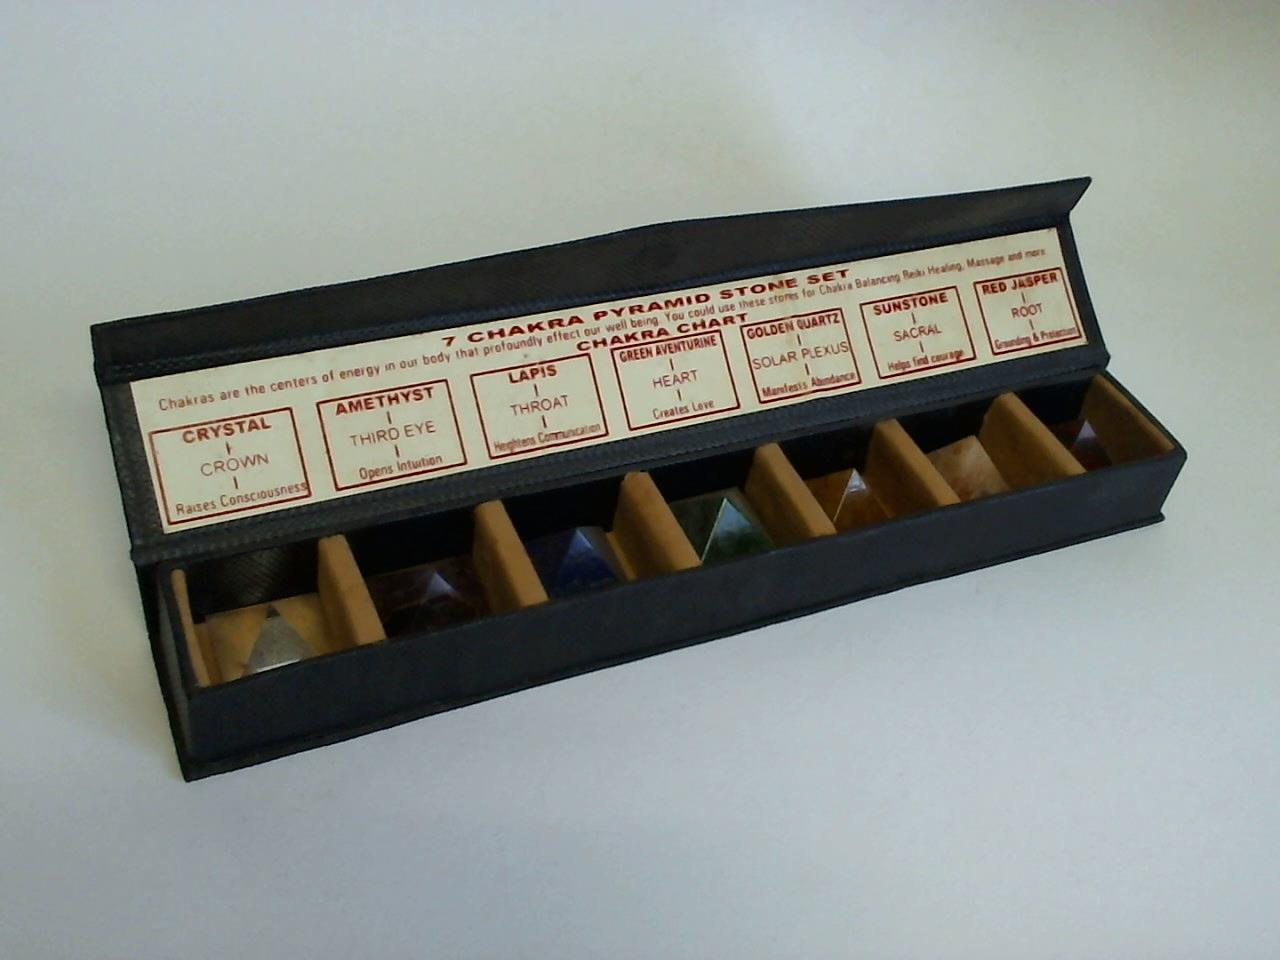 7 CHAKRA PYRAMID STONE SET
Chakras are the centers of energy in our body that profoundly effect our well being. You could use these stones for Chakra Balancing Reiki Healing, Massage and more
CHAKRA CHART
CRYSTAL
CROWN
Raises Consciousness
AMETHYST
THIRD EYE
Opens Intuition
LAPIS
THROAT
Heightens Communication
GREEN AVENTURINE
HEART
Creates Love
GOLDEN QUARTZ
SOLAR PLEXUS
Manifests Abundance
SUNSTONE
SACRAL
Helps find courage
RED JASPER
ROOT
Grounding & Protection